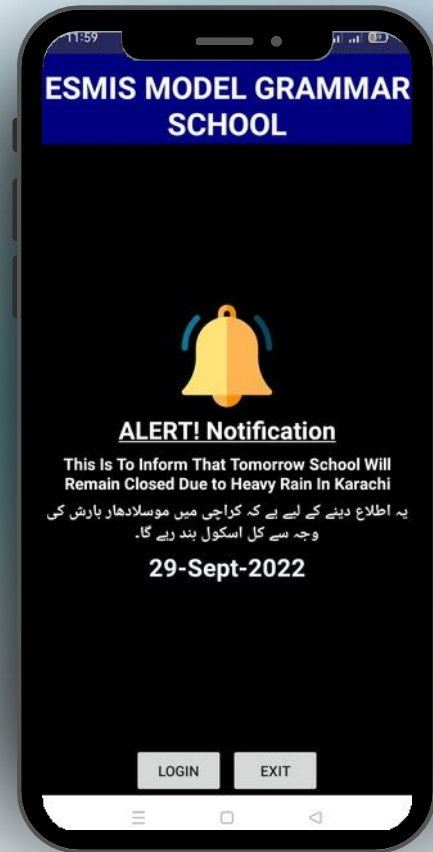 11:59
ESMIS MODEL GRAMMAR
SCHOOL
ALERT! Notification
This Is To Inform That Tomorrow School Will
Remain Closed Due to Heavy Rain In Karachi
یہ اطلاع دینے کے لیے ہے کہ کراچی میں موسلادھار بارش کی
وجہ سے کل اسکول بند رہے گا۔
29-Sept-2022
LOGIN EXIT